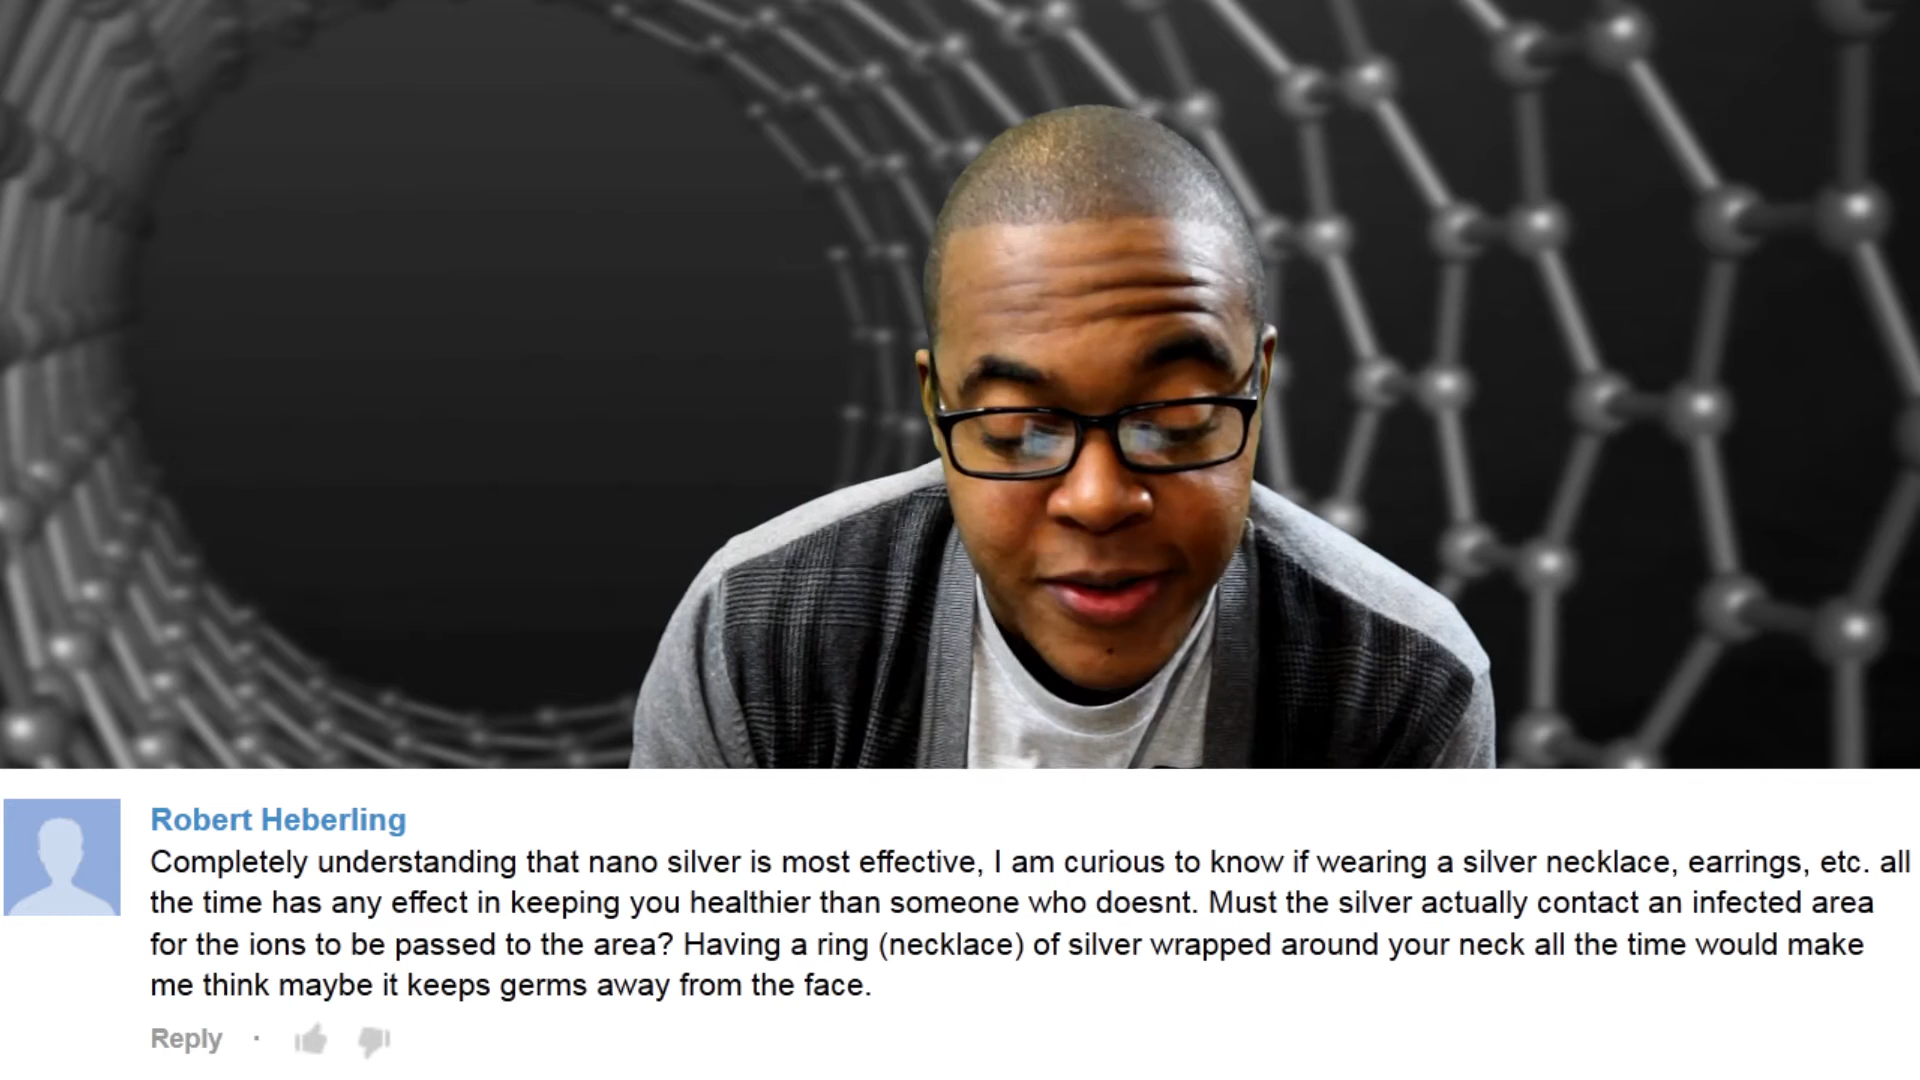 Robert Heberling
Completely understanding that nano silver is most effective, I am curious to know if wearing a silver necklace, earrings, etc. all
the time has any effect in keeping you healthier than someone who doesnt. Must the silver actually contact an infected area
for the ions to be passed to the area? Having a ring (necklace) of silver wrapped around your neck all the time would make
me think maybe it keeps germs away from the face.
Reply ·